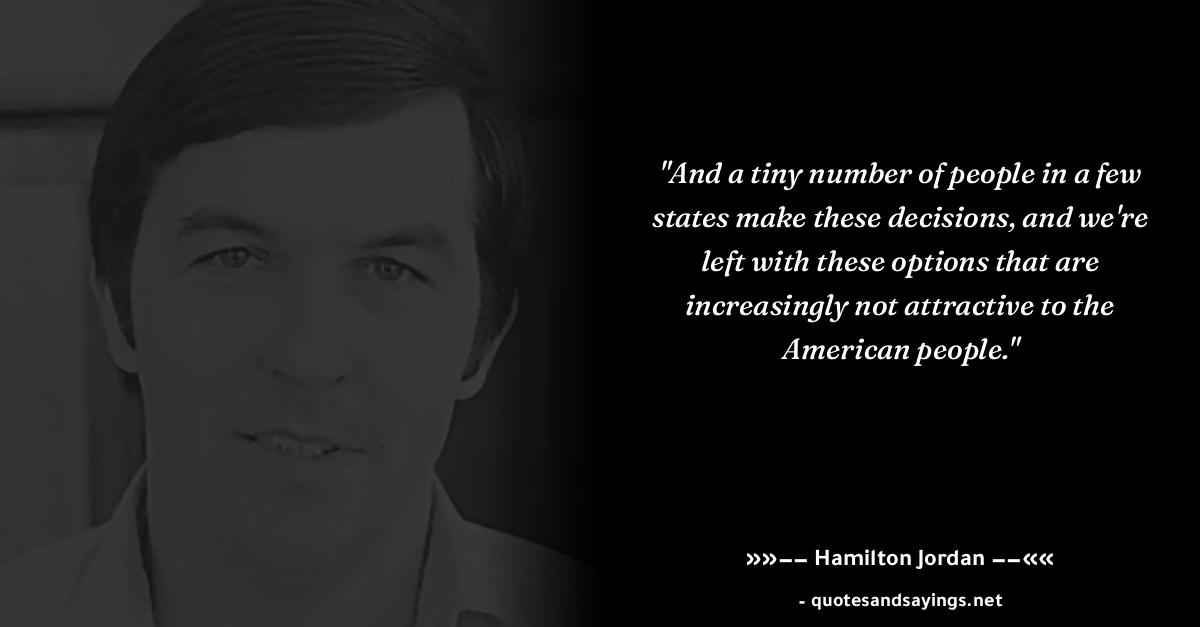 "And a tiny number of people in a few
states make these decisions, and we're
left with these options that are
increasingly not attractive to the
American people."
»»−− Hamilton Jordan −−««
- quotesandsayings.net